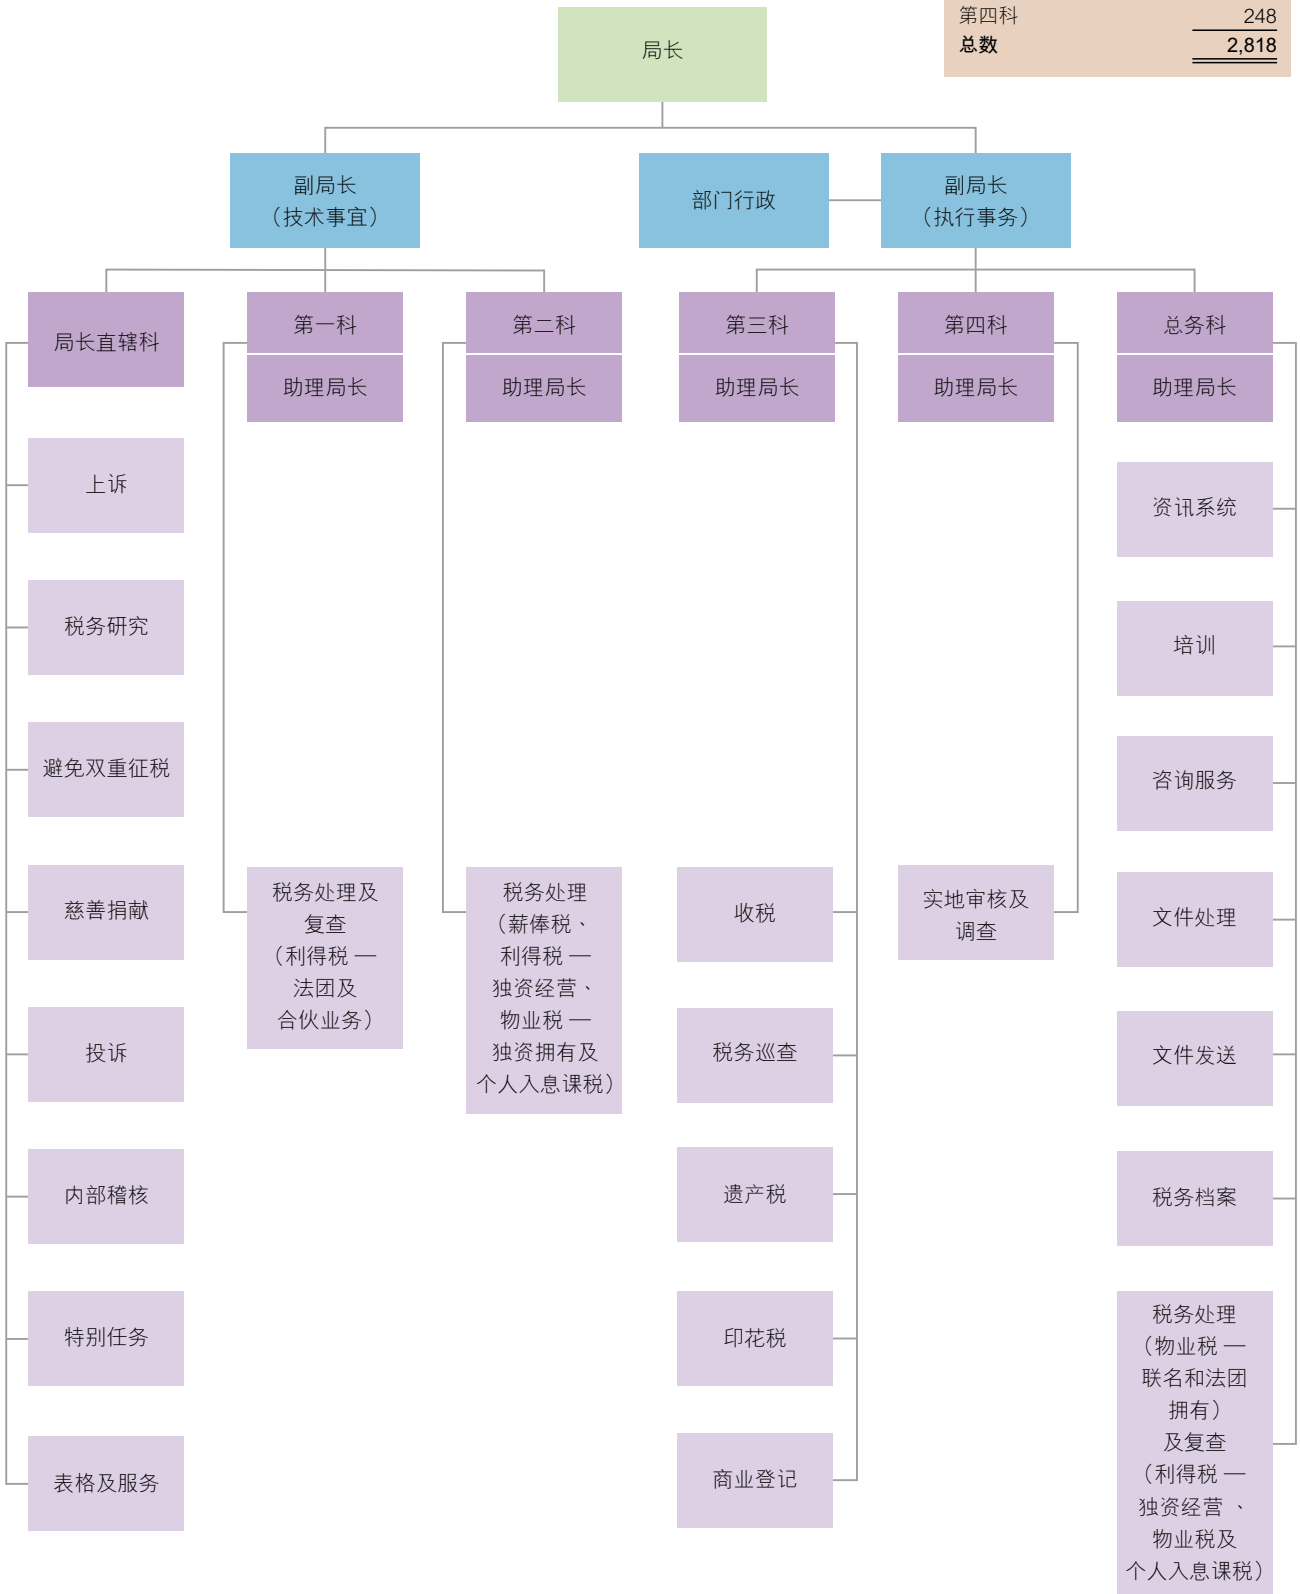 第四科 248
总数 2,818
局长
副局长
（技术事宜）
部门行政
副局长
（执行事务）
局长直辖科
第一科
助理局长
第二科
助理局长
第三科
助理局长
第四科
助理局长
总务科
助理局长
上诉
税务研究
避免双重征税
慈善捐献
投诉
内部稽核
特别任务
表格及服务
税务处理及
复查
（利得税 —
法团及
合伙业务）
税务处理
（薪俸税、
利得税 —
独资经营、
物业税 —
独资拥有及
个人入息课税）
收税
税务巡查
遗产税
印花税
商业登记
实地审核及
调查
资讯系统
培训
咨询服务
文件处理
文件发送
税务档案
税务处理
（物业税 —
联名和法团
拥有）
及复查
（利得税 —
独资经营 、
物业税及
个人入息课税）